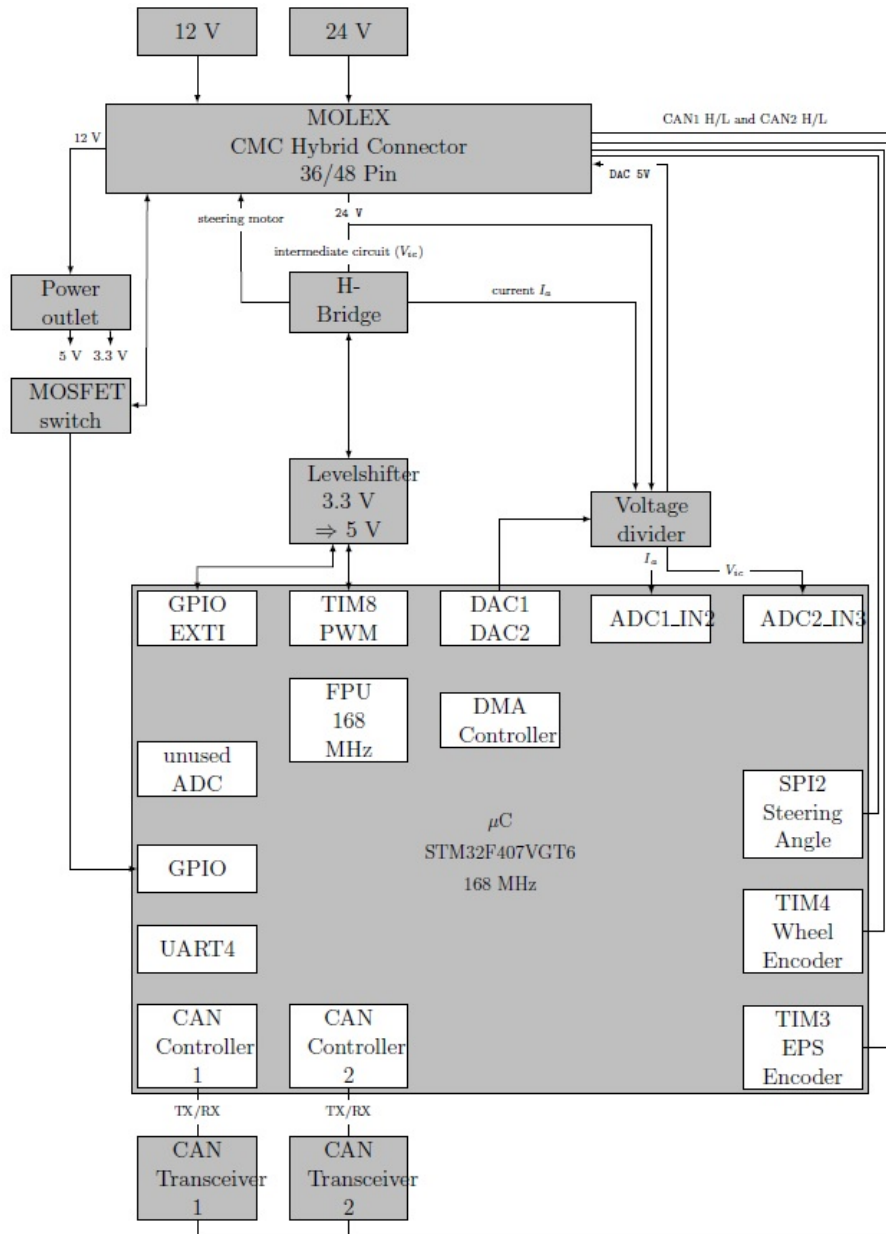 12 V
24 V
MOLEX
CMC Hybrid Connector
36/48 Pin
CAN1 H/L and CAN2 H/L
12 V
DAC 5V
steering motor
24 V
intermediate circuit (Vic)
Power
outlet
H-
Bridge
current Ia
5 V
3.3 V
MOSFET
switch
Levelshifter
3.3 V
⇒ 5 V
Voltage
divider
Ia
Vic
GPIO
EXTI
TIM8
PWM
DAC1
DAC2
ADC1_IN2
ADC2_IN3
FPU
168
MHz
DMA
Controller
unused
ADC
SPI2
Steering
Angle
μC
STM32F407VGT6
168 MHz
GPIO
TIM4
Wheel
Encoder
UART4
CAN
Controller
1
CAN
Controller
2
TIM3
EPS
Encoder
TX/RX
TX/RX
CAN
Transceiver
1
CAN
Transceiver
2